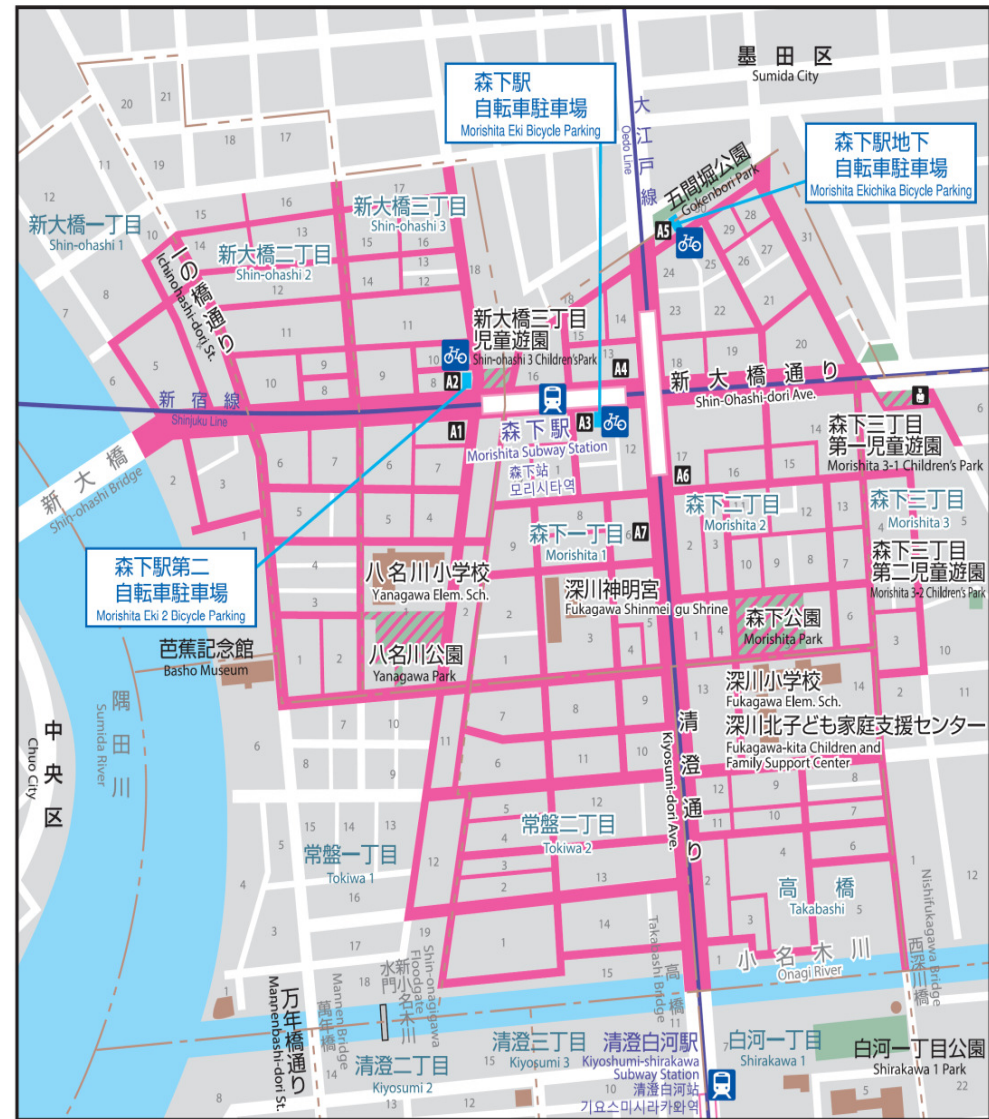 墨田区
Sumida City
森下駅
自転車駐車場
Morishita Eki Bicycle Parking
大江戸線
Oedo Line
森下駅地下
自転車駐車場
Morishita Ekichika Bicycle Parking
五間堀公園
Gokenbori Park
A5
新大橋一丁目
Shin-ohashi 1
新大橋二丁目
Shin-ohashi 2
新大橋三丁目
Shin-ohashi 3
一の橋通り
Ichinohashi-dori St.
新大橋三丁目
児童遊園
Shin-ohashi 3 Children'sPark
A2
A4
新大橋通り
Shin-Ohashi-dori Ave.
新宿線
Shinjuku Line
A1
森下駅
Morishita Subway Station
森下站
모리시타역
A3
A6
森下三丁目
第一児童遊園
Morishita 3-1 Children's Park
新大橋
Shin-ohashi Bridge
森下一丁目
Morishita 1
A7
森下二丁目
Morishita 2
森下三丁目
Morishita 3
森下三丁目
第二児童遊園
Morishita 3-2 Children's Park
森下駅第二
自転車駐車場
Morishita Eki 2 Bicycle Parking
八名川小学校
Yanagawa Elem. Sch.
深川神明宮
Fukagawa Shinmei gu Shrine
森下公園
Morishita Park
芭蕉記念館
Basho Museum
八名川公園
Yanagawa Park
深川小学校
Fukagawa Elem. Sch.
深川北子ども家庭支援センター
Fukagawa-kita Children and
Family Support Center
中央区
Chuo City
隅田川
Sumida River
清澄通り
Kiyosumi-dori Ave.
常盤一丁目
Tokiwa 1
常盤二丁目
Tokiwa 2
高橋
Takabashi
小名木川
Onagi River
西深川橋
Nishifukagawa Bridge
高橋
Takabashi Bridge
新小名木川
水門
Shin-onagigawa
Floodgate
萬年橋
Mannen Bridge
万年橋通り
Mannenbashi-dori St.
清澄二丁目
Kiyosumi 2
清澄三丁目
Kiyosumi 3
清澄白河駅
Kiyoshumi-shirakawa
Subway Station
清澄白河站
기요스미시라카와역
白河一丁目
Shirakawa 1
白河一丁目公園
Shirakawa 1 Park